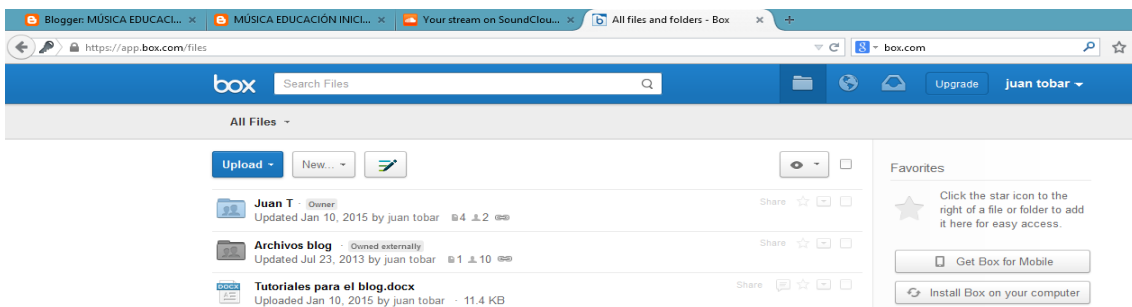 Blogger: MÚSICA EDUCACI...
MÚSICA EDUCACIÓN INICI...
Your stream on SoundClou...
All files and folders - Box
https://app.box.com/files
box.com
box
Search Files
Upgrade
juan tobar
All Files
Upload
New...
Favorites
Click the star icon to the
right of a file or folder to add
it here for easy access.
Juan T · Owner
Share
Updated Jan 10, 2015 by juan tobar 4 2
Archivos blog · Owned externally
Share
Updated Jul 23, 2013 by juan tobar 1 10
Get Box for Mobile
DOCX
Tutoriales para el blog.docx
Share
Uploaded Jan 10, 2015 by juan tobar · 11.4 KB
Install Box on your computer